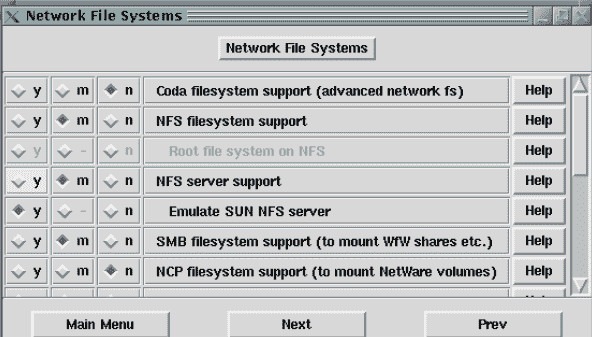 Network File Systems
Network File Systems
y m n Coda filesystem support (advanced network fs) Help
y m n NFS filesystem support Help
y - n Root file system on NFS Help
y m n NFS server support Help
y - n Emulate SUN NFS server Help
y m n SMB filesystem support (to mount WfW shares etc.) Help
y m n NCP filesystem support (to mount NetWare volumes) Help
Main Menu Next Prev